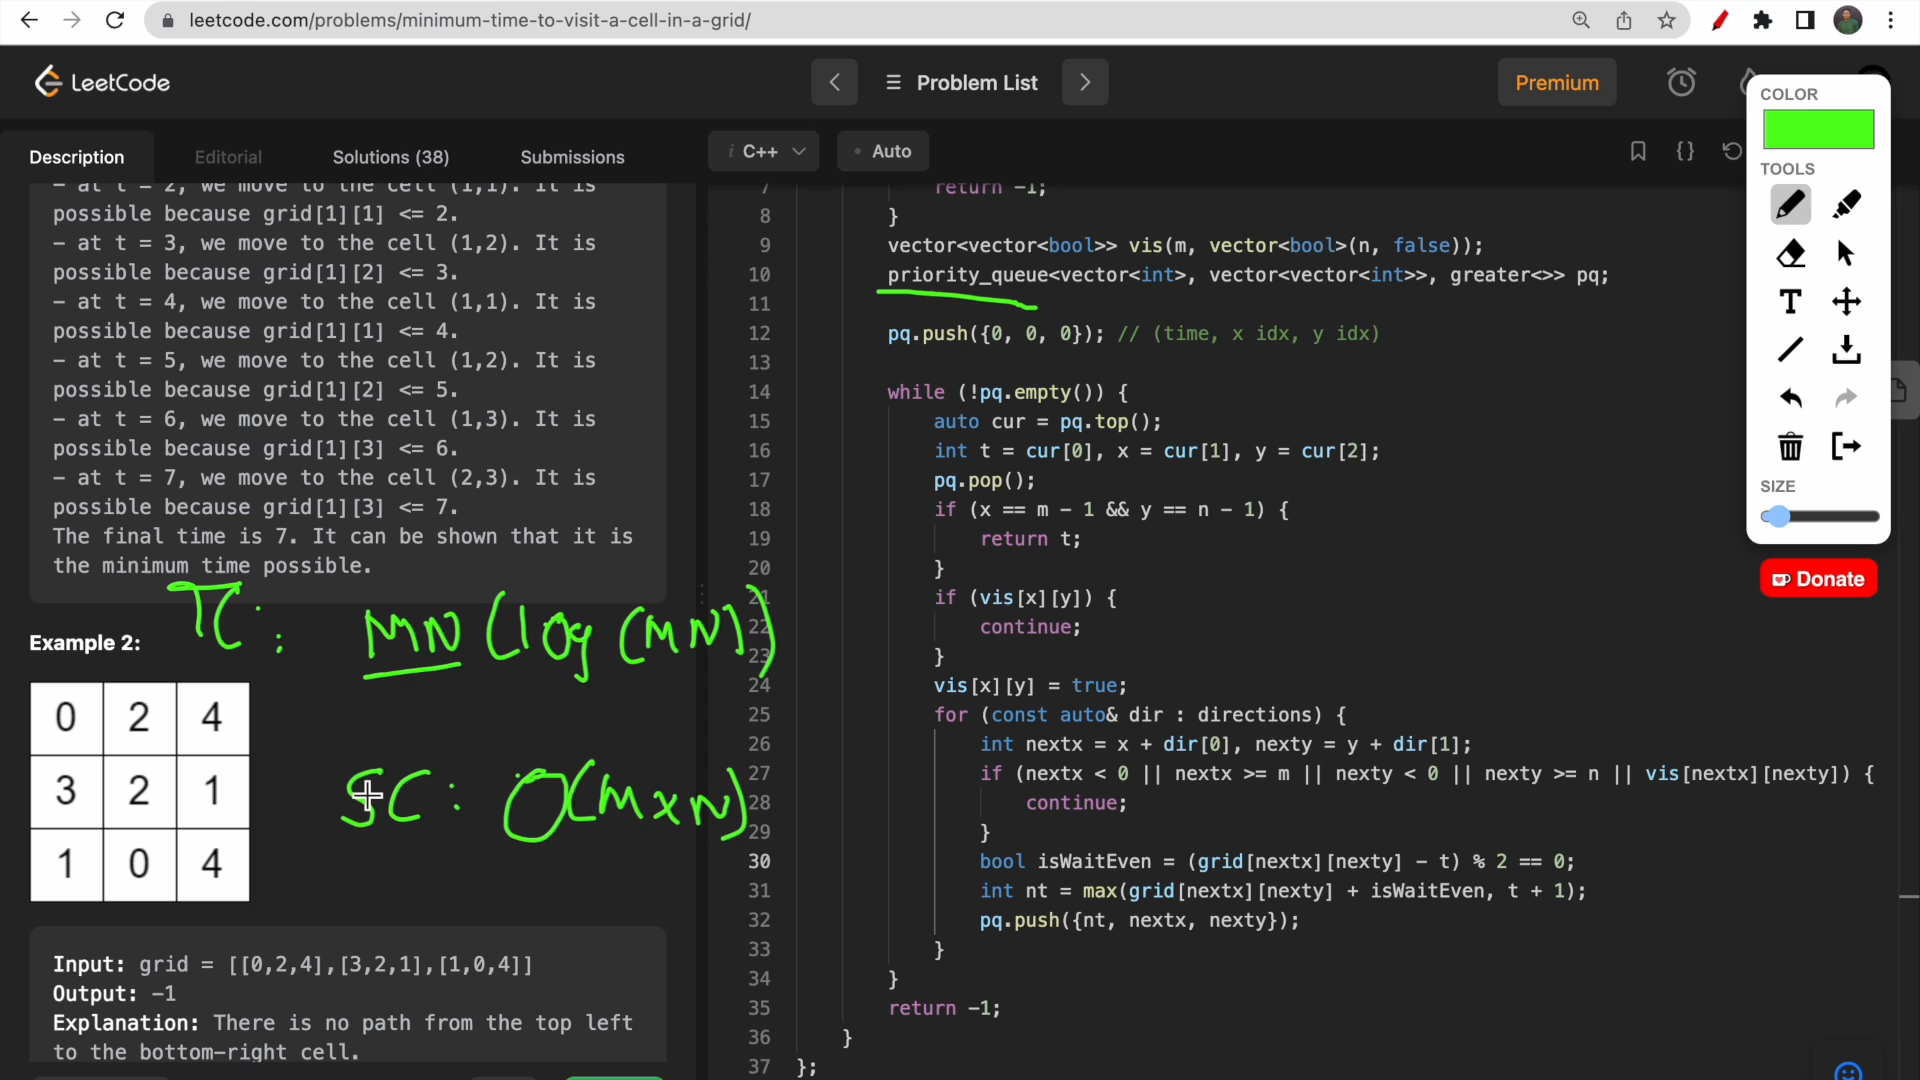 leetcode.com/problems/minimum-time-to-visit-a-cell-in-a-grid/
LeetCode
Problem List
Premium
COLOR
TOOLS
T
SIZE
Donate
Description Editorial Solutions (38) Submissions
i C++ • Auto
{}
- at t = 2, we move to the cell (1,1). It is
possible because grid[1][1] <= 2.
- at t = 3, we move to the cell (1,2). It is
possible because grid[1][2] <= 3.
- at t = 4, we move to the cell (1,1). It is
possible because grid[1][1] <= 4.
- at t = 5, we move to the cell (1,2). It is
possible because grid[1][2] <= 5.
- at t = 6, we move to the cell (1,3). It is
possible because grid[1][3] <= 6.
- at t = 7, we move to the cell (2,3). It is
possible because grid[1][3] <= 7.
The final time is 7. It can be shown that it is
the minimum time possible.
TC: MN (log (MN))
Example 2:
0 2 4
3 2 1
1 0 4
SC: O(M x N)
Input: grid = [[0,2,4],[3,2,1],[1,0,4]]
Output: -1
Explanation: There is no path from the top left
to the bottom-right cell.
7 return -1;
8 }
9 vector<vector<bool>> vis(m, vector<bool>(n, false));
10 priority_queue<vector<int>, vector<vector<int>>, greater<>> pq;
11
12 pq.push({0, 0, 0}); // (time, x idx, y idx)
13
14 while (!pq.empty()) {
15 auto cur = pq.top();
16 int t = cur[0], x = cur[1], y = cur[2];
17 pq.pop();
18 if (x == m - 1 && y == n - 1) {
19 return t;
20 }
21 if (vis[x][y]) {
22 continue;
23 }
24 vis[x][y] = true;
25 for (const auto& dir : directions) {
26 int nextx = x + dir[0], nexty = y + dir[1];
27 if (nextx < 0 || nextx >= m || nexty < 0 || nexty >= n || vis[nextx][nexty]) {
28 continue;
29 }
30 bool isWaitEven = (grid[nextx][nexty] - t) % 2 == 0;
31 int nt = max(grid[nextx][nexty] + isWaitEven, t + 1);
32 pq.push({nt, nextx, nexty});
33 }
34 }
35 return -1;
36 }
37 };